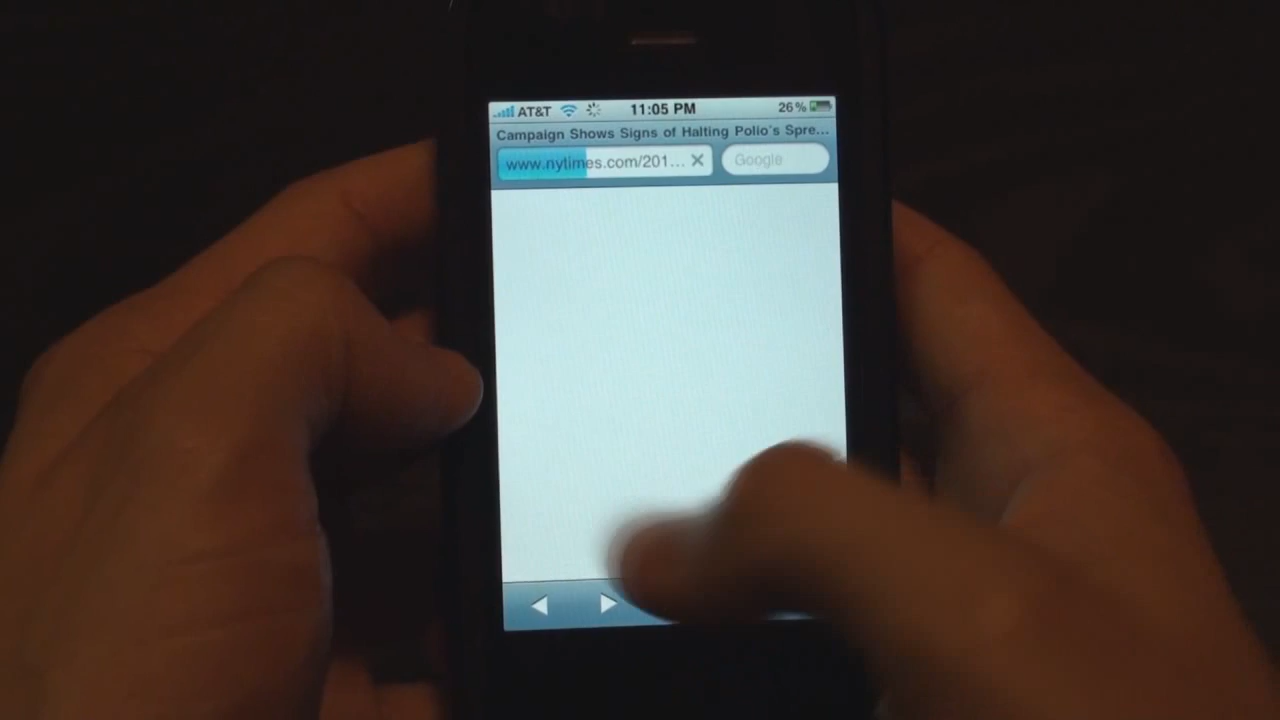 AT&T 11:05 PM 26%
Campaign Shows Signs of Halting Polio's Spre...
www.nytimes.com/201... Google